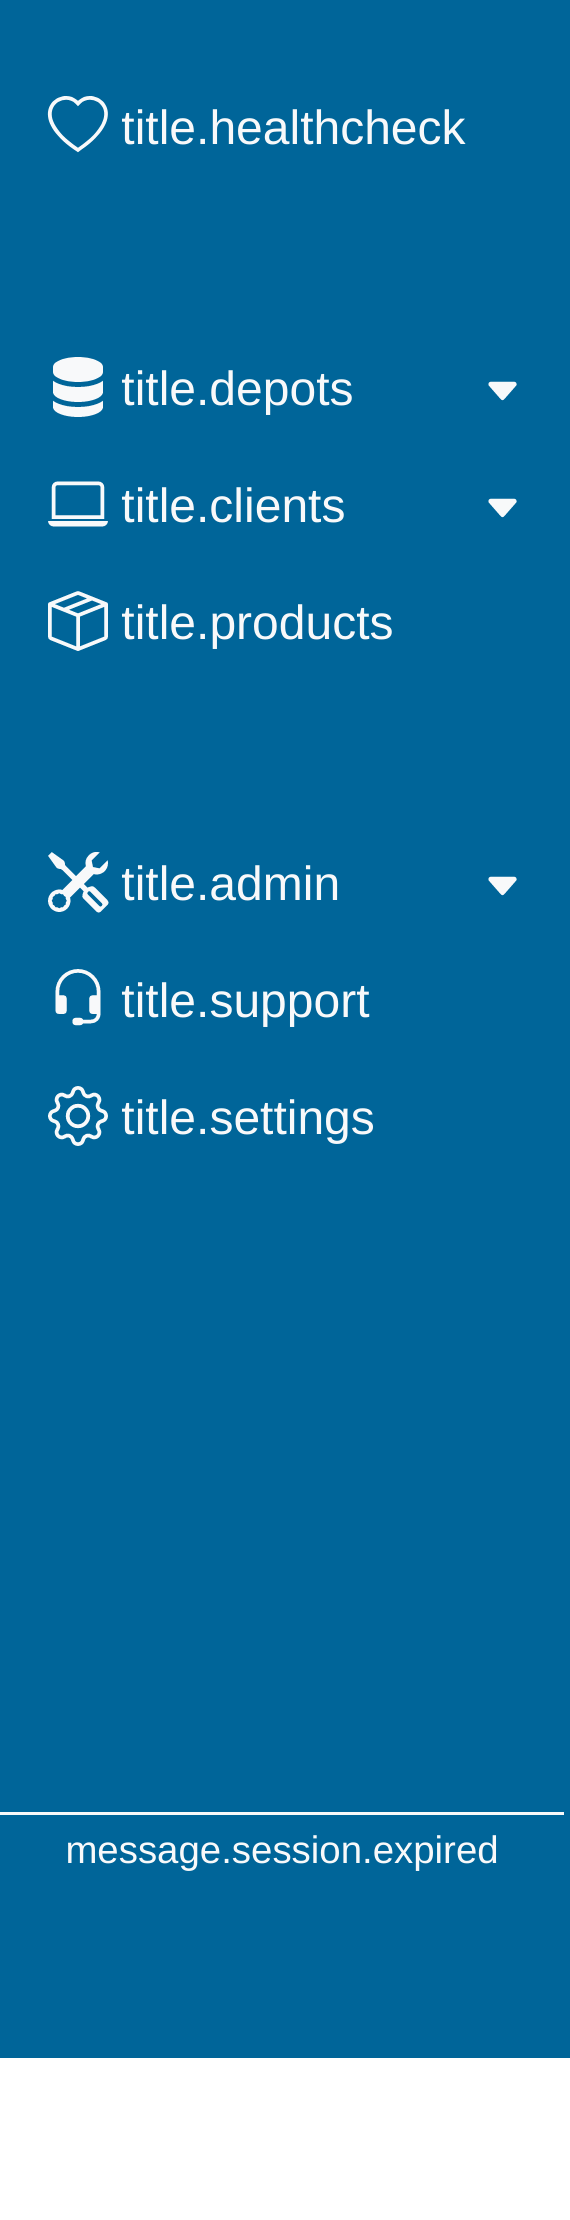 title.healthcheck
title.depots
title.clients
title.products
title.admin
title.support
title.settings
message.session.expired